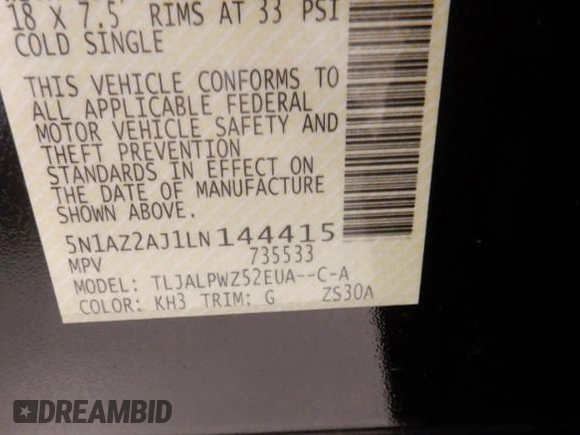 18 X 7.5 RIMS AT 33 PSI
COLD SINGLE
THIS VEHICLE CONFORMS TO
ALL APPLICABLE FEDERAL
MOTOR VEHICLE SAFETY AND
THEFT PREVENTION
STANDARDS IN EFFECT ON
THE DATE OF MANUFACTURE
SHOWN ABOVE.
5N1AZ2AJ1LN144415
MPV 735533
MODEL: TLJALPWZ52EUA--C-A
COLOR: KH3 TRIM: G ZS30A
DREAMBID